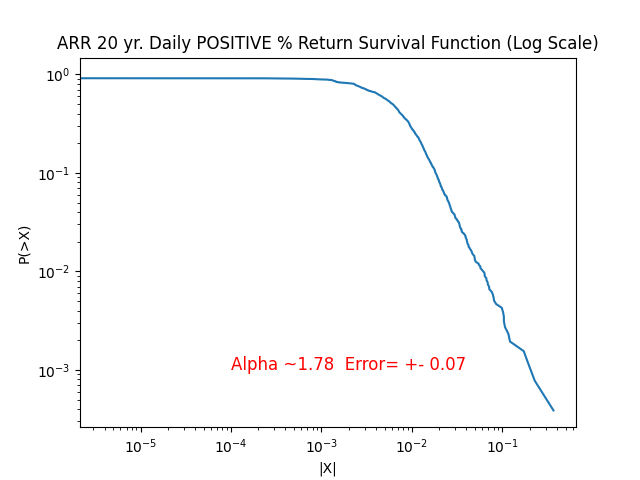 ARR 20 yr. Daily POSITIVE % Return Survival Function (Log Scale)
10⁰
10⁻¹
10⁻²
10⁻³
P(>X)
Alpha ~1.78  Error= +- 0.07
10⁻⁵ 10⁻⁴ 10⁻³ 10⁻² 10⁻¹
|X|